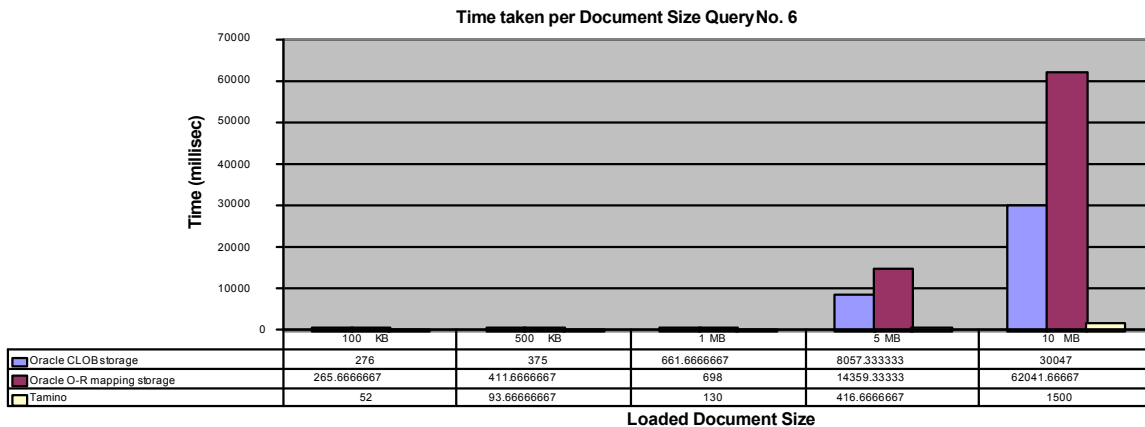 Time taken per Document Size Query No. 6
70000
60000
50000
40000
30000
20000
10000
0
Time (millisec)
100 KB 500 KB 1 MB 5 MB 10 MB
Oracle CLOB storage 276 375 661.6666667 8057.333333 30047
Oracle O-R mapping storage 265.6666667 411.6666667 698 14359.33333 62041.66667
Tamino 52 93.66666667 130 416.6666667 1500
Loaded Document Size